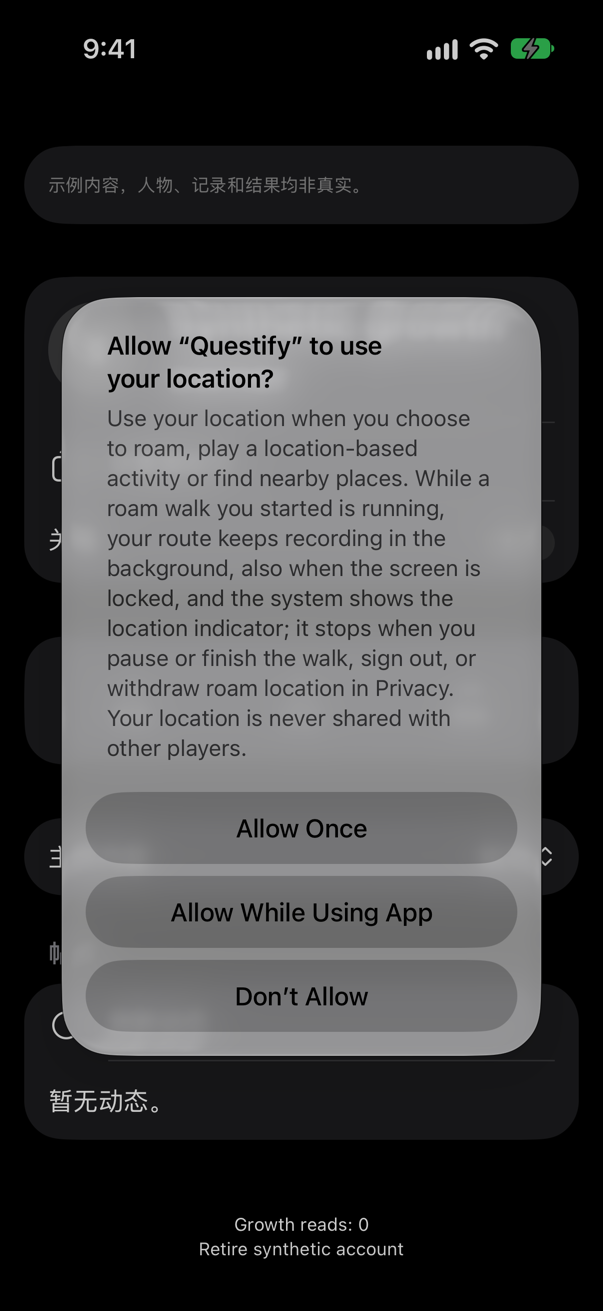 9:41
示例内容，人物、记录和结果均非真实。
Allow “Questify” to use
your location?
Use your location when you choose
to roam, play a location-based
activity or find nearby places. While a
roam walk you started is running,
your route keeps recording in the
background, also when the screen is
locked, and the system shows the
location indicator; it stops when you
pause or finish the walk, sign out, or
withdraw roam location in Privacy.
Your location is never shared with
other players.
Allow Once
Allow While Using App
Don’t Allow
暂无动态。
Growth reads: 0
Retire synthetic account